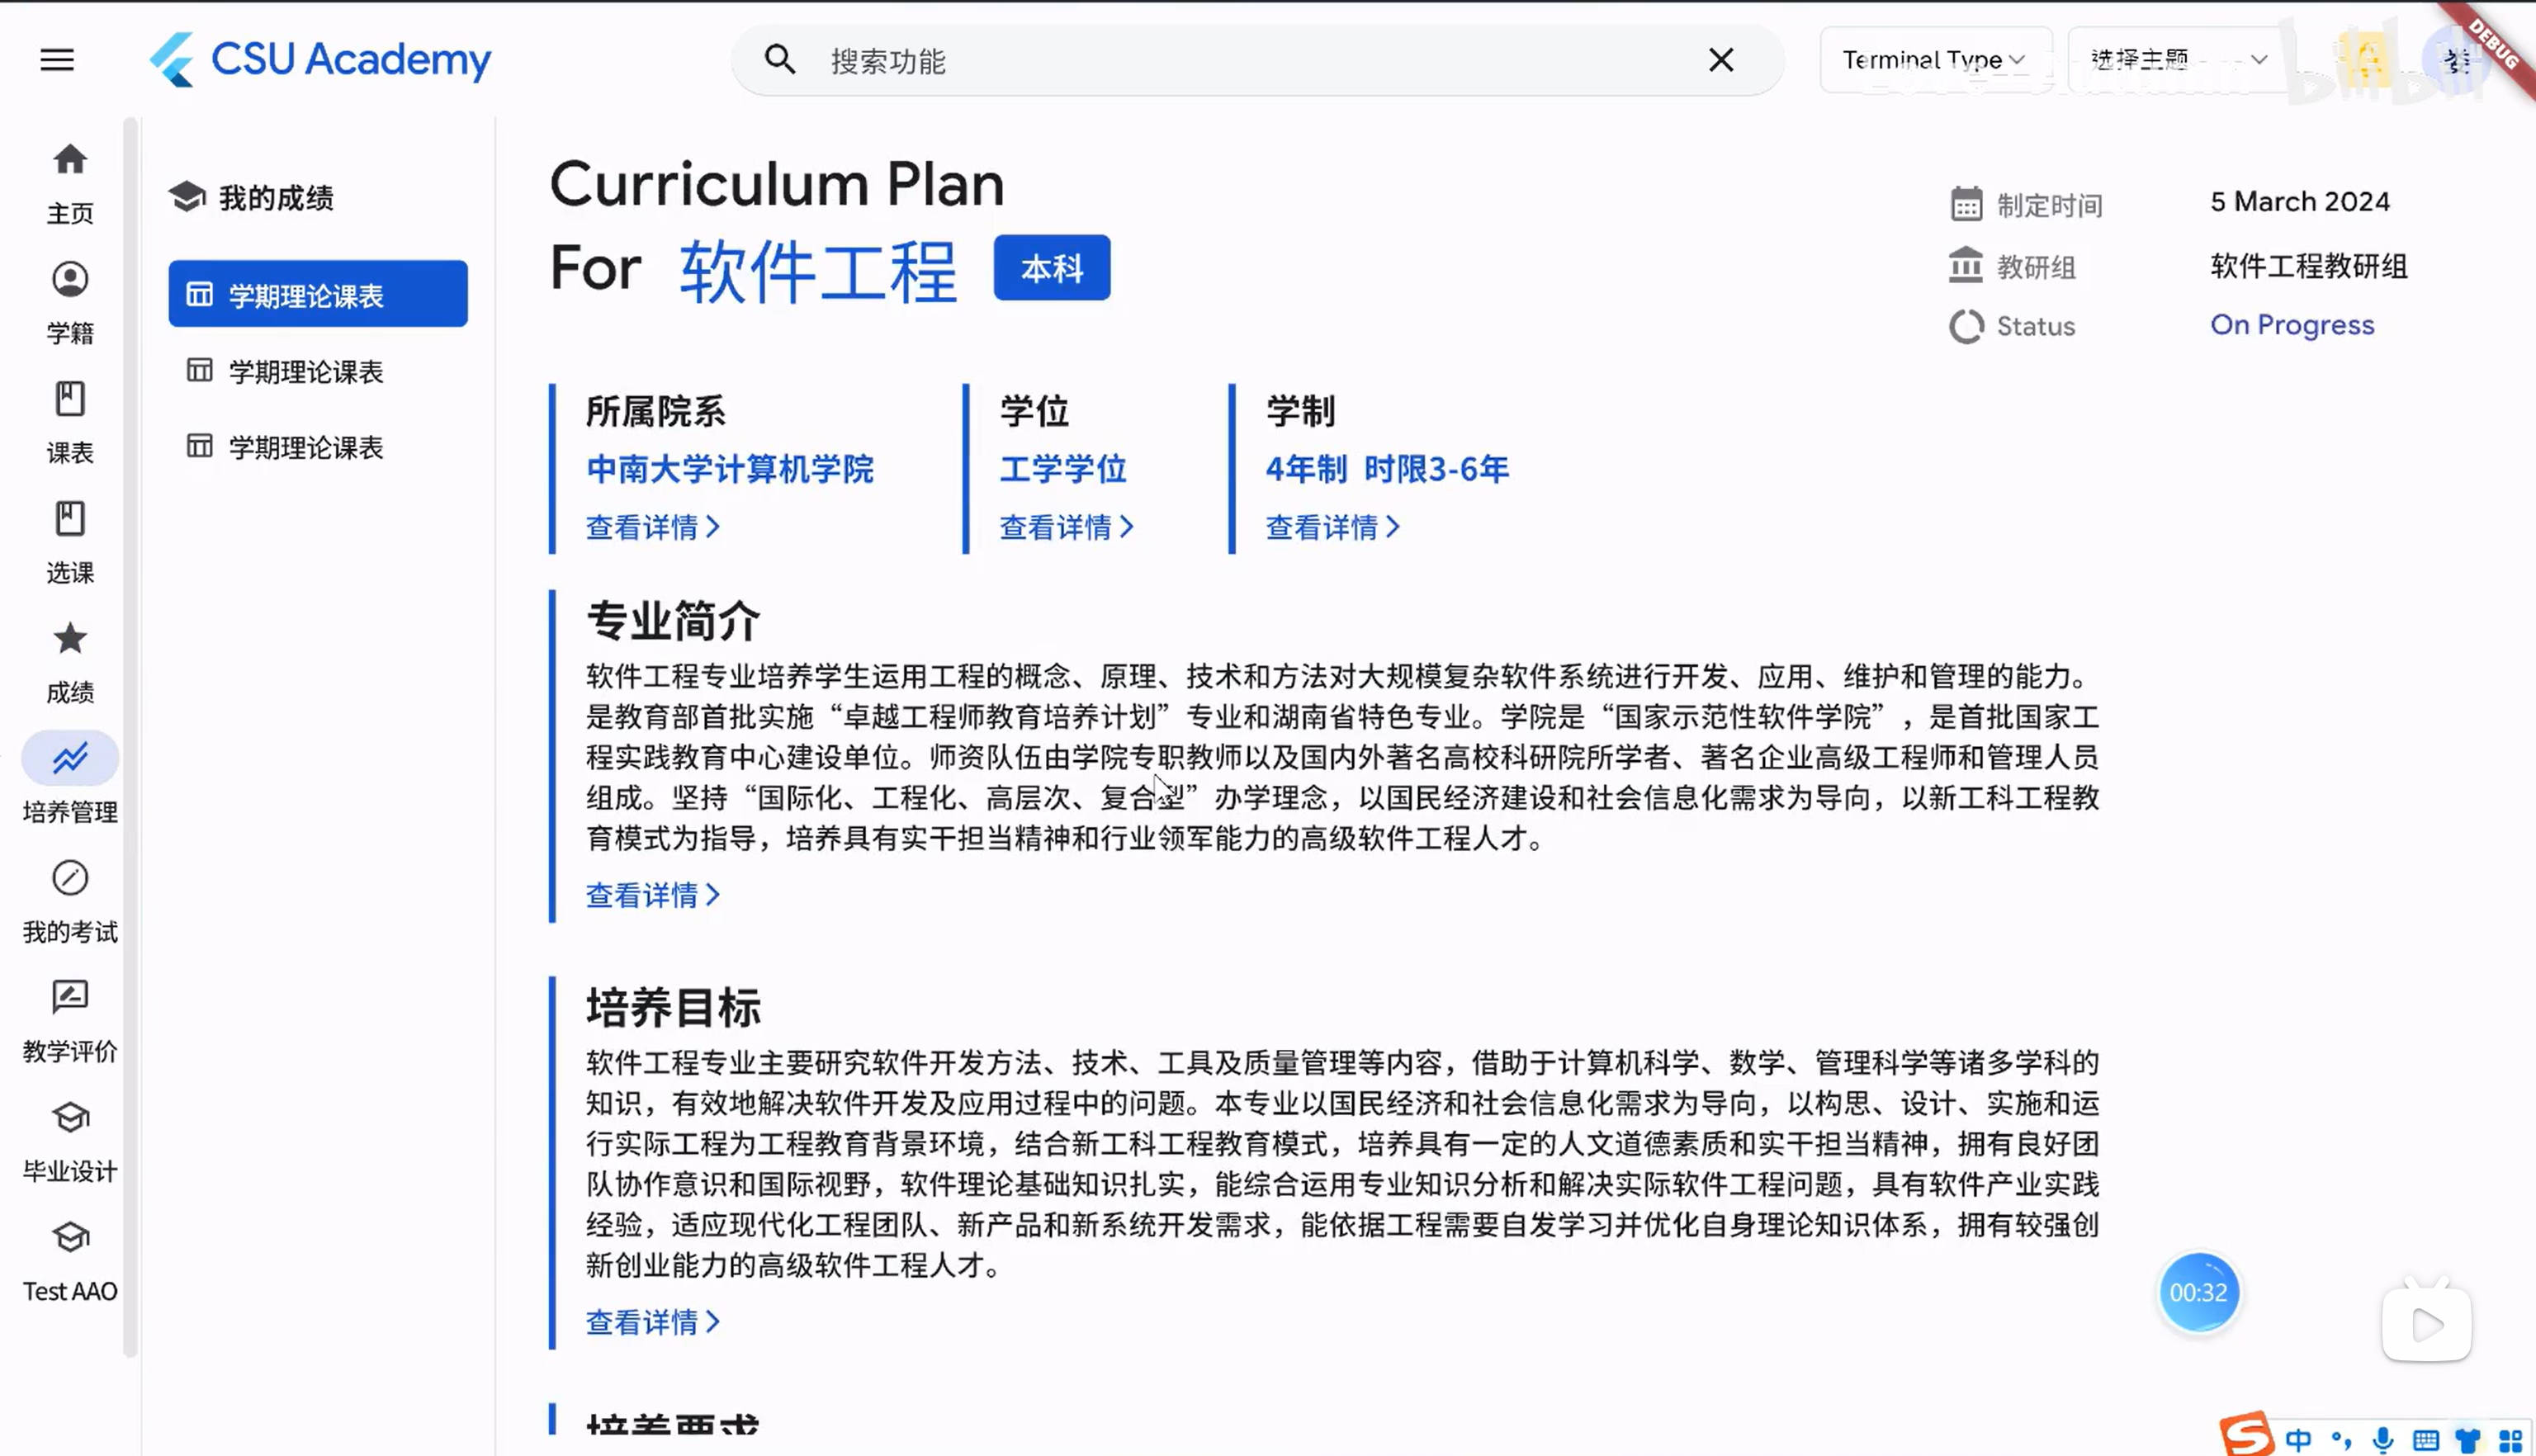 CSU Academy
搜索功能
Terminal Type
选择主题
DEBUG
主页
学籍
课表
选课
成绩
培养管理
我的考试
教学评价
毕业设计
Test AAO
我的成绩
学期理论课表
学期理论课表
学期理论课表
Curriculum Plan
For 软件工程 本科
制定时间 5 March 2024
教研组 软件工程教研组
Status On Progress
所属院系
中南大学计算机学院
查看详情
学位
工学学位
查看详情
学制
4年制 时限3-6年
查看详情
专业简介
软件工程专业培养学生运用工程的概念、原理、技术和方法对大规模复杂软件系统进行开发、应用、维护和管理的能力。
是教育部首批实施“卓越工程师教育培养计划”专业和湖南省特色专业。学院是“国家示范性软件学院”，是首批国家工
程实践教育中心建设单位。师资队伍由学院专职教师以及国内外著名高校科研院所学者、著名企业高级工程师和管理人员
组成。坚持“国际化、工程化、高层次、复合型”办学理念，以国民经济建设和社会信息化需求为导向，以新工科工程教
育模式为指导，培养具有实干担当精神和行业领军能力的高级软件工程人才。
查看详情
培养目标
软件工程专业主要研究软件开发方法、技术、工具及质量管理等内容，借助于计算机科学、数学、管理科学等诸多学科的
知识，有效地解决软件开发及应用过程中的问题。本专业以国民经济和社会信息化需求为导向，以构思、设计、实施和运
行实际工程为工程教育背景环境，结合新工科工程教育模式，培养具有一定的人文道德素质和实干担当精神，拥有良好团
队协作意识和国际视野，软件理论基础知识扎实，能综合运用专业知识分析和解决实际软件工程问题，具有软件产业实践
经验，适应现代化工程团队、新产品和新系统开发需求，能依据工程需要自发学习并优化自身理论知识体系，拥有较强创
新创业能力的高级软件工程人才。
查看详情
培养要求
00:32
中